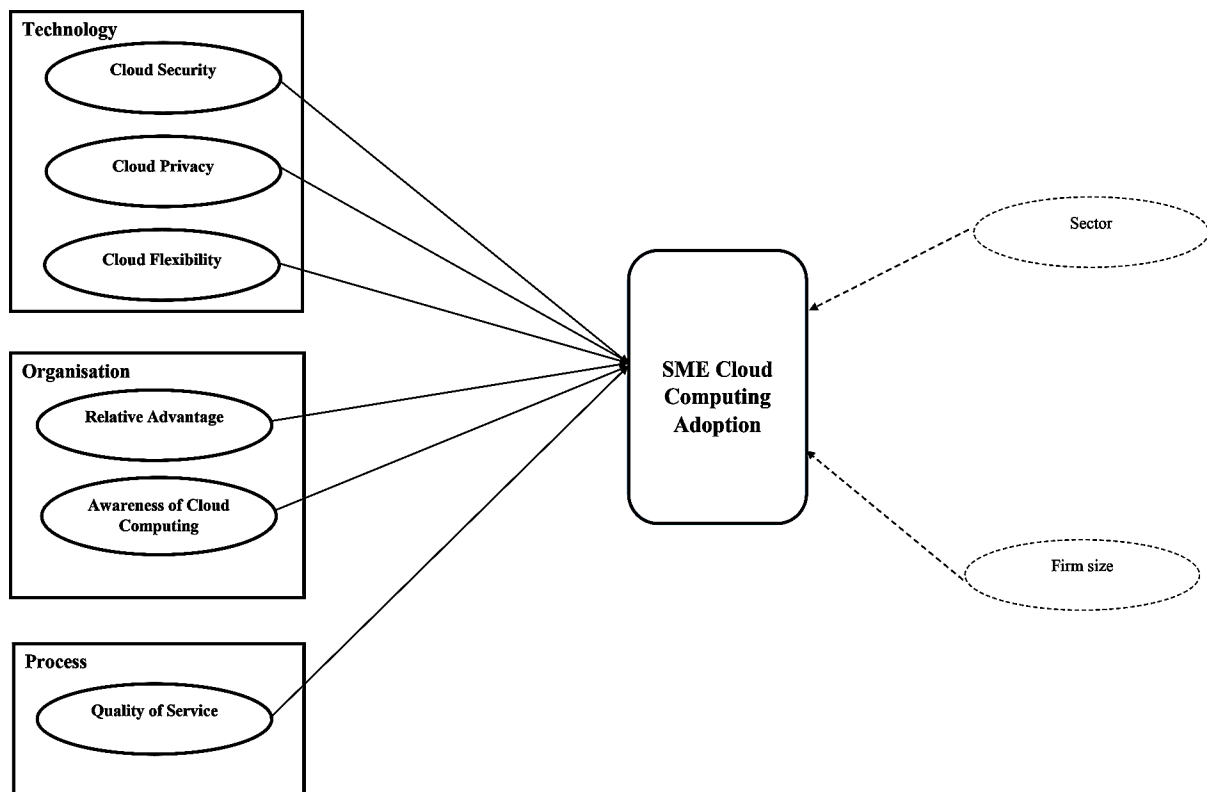 Technology
Cloud Security
Cloud Privacy
Cloud Flexibility
Organisation
Relative Advantage
Awareness of Cloud
Computing
Process
Quality of Service
SME Cloud
Computing
Adoption
Sector
Firm size